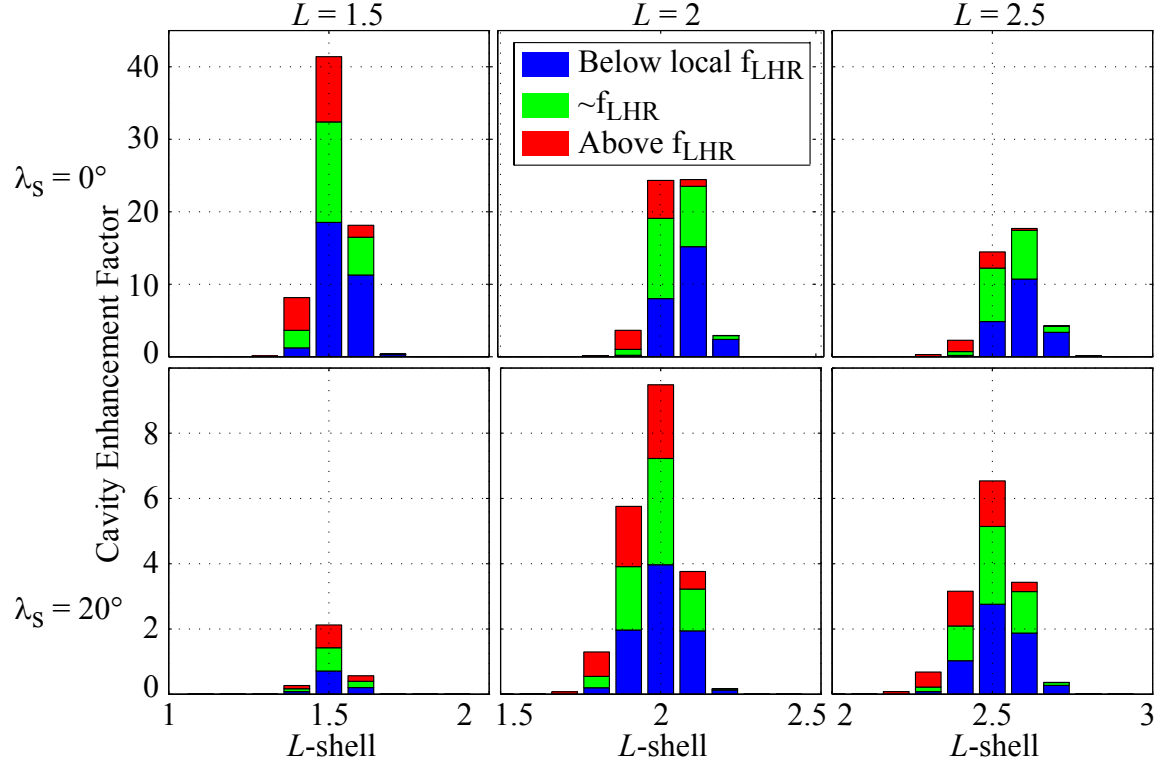 L = 1.5
L = 2
L = 2.5
40
30
20
10
0
λS = 0°
Cavity Enhancement Factor
Below local fLHR
~fLHR
Above fLHR
8
6
4
2
0
λS = 20°
1
1.5
2
1.5
2
2.5
2
2.5
3
L-shell
L-shell
L-shell